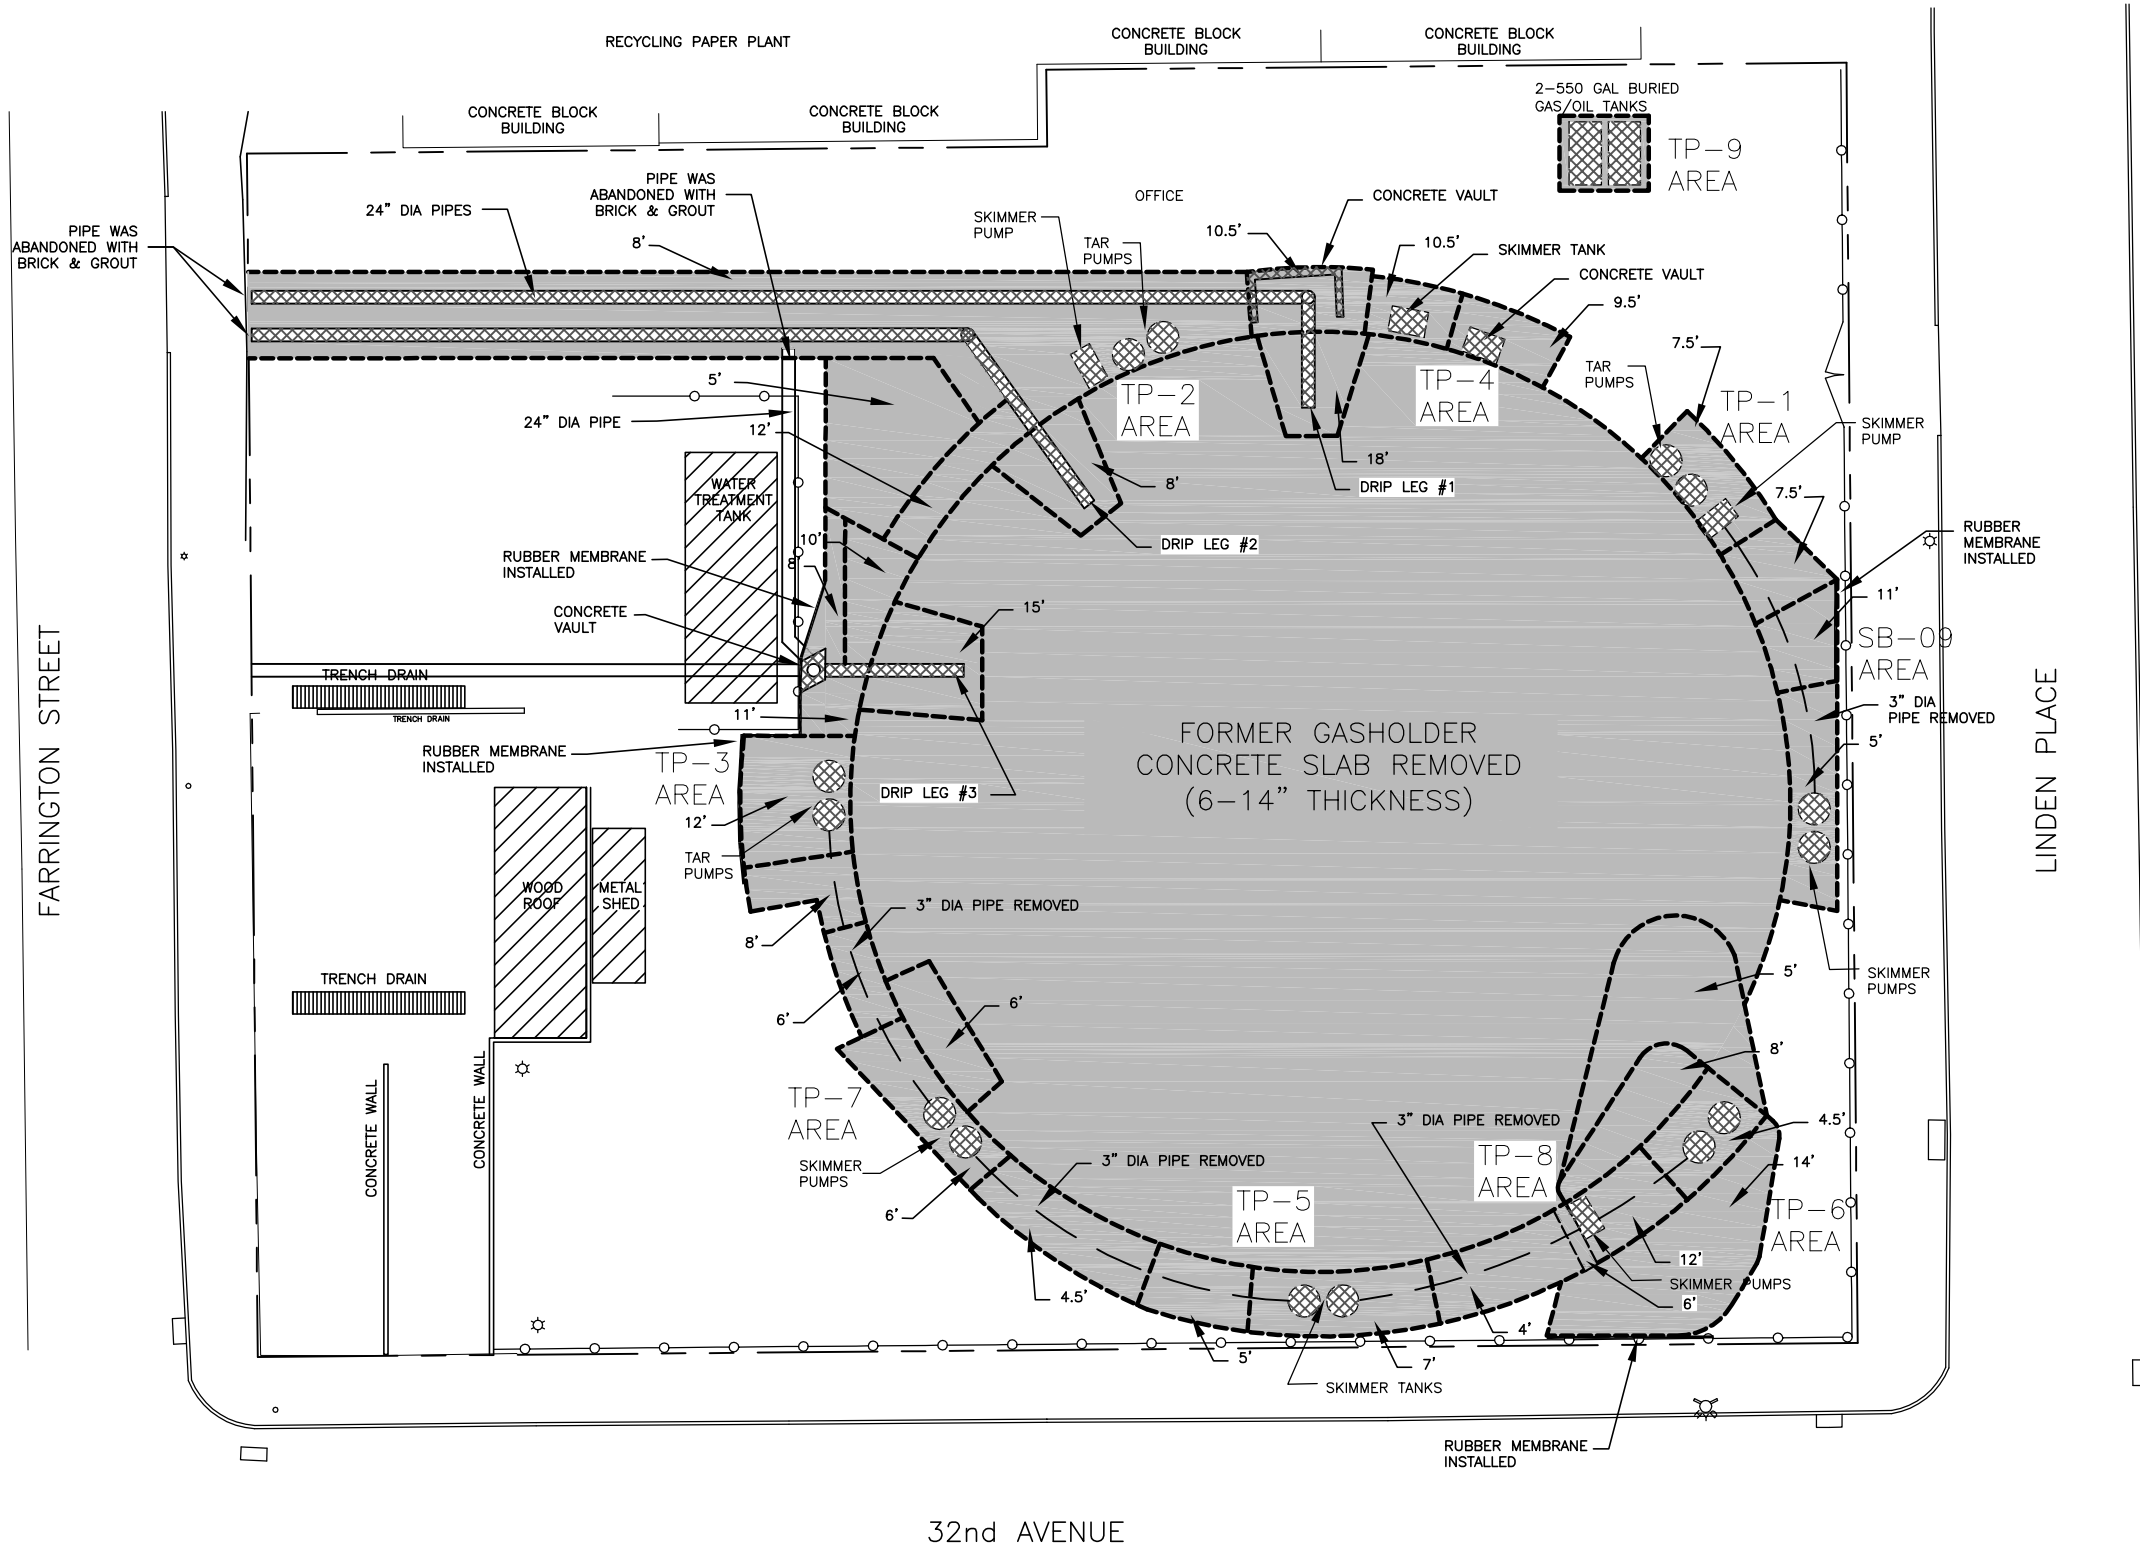 RECYCLING PAPER PLANT
CONCRETE BLOCK
BUILDING
CONCRETE BLOCK
BUILDING
CONCRETE BLOCK
BUILDING
CONCRETE BLOCK
BUILDING
2-550 GAL BURIED
GAS/OIL TANKS
TP-9
AREA
PIPE WAS
ABANDONED WITH
BRICK & GROUT
PIPE WAS
ABANDONED WITH
BRICK & GROUT
24" DIA PIPES
8'
OFFICE
SKIMMER
PUMP
TAR
PUMPS
10.5'
CONCRETE VAULT
10.5'
SKIMMER TANK
CONCRETE VAULT
9.5'
7.5'
TAR
PUMPS
TP-1
AREA
SKIMMER
PUMP
7.5'
RUBBER
MEMBRANE
INSTALLED
11'
SB-09
AREA
3" DIA
PIPE REMOVED
5'
SKIMMER
PUMPS
TP-2
AREA
TP-4
AREA
5'
24" DIA PIPE
12'
8'
18'
DRIP LEG #1
DRIP LEG #2
WATER
TREATMENT
TANK
10'
8'
RUBBER MEMBRANE
INSTALLED
CONCRETE
VAULT
15'
TRENCH DRAIN
TRENCH DRAIN
11'
RUBBER MEMBRANE
INSTALLED
TP-3
AREA
DRIP LEG #3
12'
TAR
PUMPS
FORMER GASHOLDER
CONCRETE SLAB REMOVED
(6-14" THICKNESS)
WOOD
ROOF
METAL
SHED
8'
3" DIA PIPE REMOVED
6'
6'
TRENCH DRAIN
CONCRETE WALL
CONCRETE WALL
TP-7
AREA
SKIMMER
PUMPS
6'
3" DIA PIPE REMOVED
4.5'
TP-5
AREA
5'
SKIMMER TANKS
7'
4'
3" DIA PIPE REMOVED
TP-8
AREA
5'
8'
4.5'
14'
TP-6
AREA
12'
SKIMMER PUMPS
6'
RUBBER MEMBRANE
INSTALLED
FARRINGTON STREET
LINDEN PLACE
32nd AVENUE